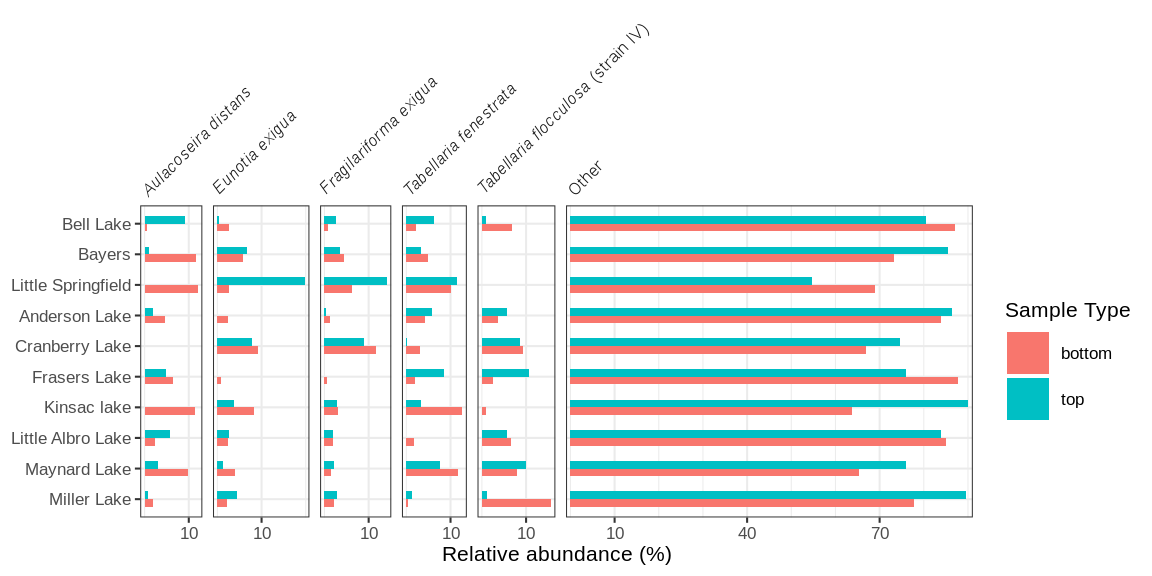 Aulacoseira distans
Eunotia exigua
Fragilariforma exigua
Tabellaria fenestrata
Tabellaria flocculosa (strain IV)
Other
Bell Lake
Bayers
Little Springfield
Anderson Lake
Cranberry Lake
Frasers Lake
Kinsac lake
Little Albro Lake
Maynard Lake
Miller Lake
10 10 10 10 10 10 40 70
Relative abundance (%)
Sample Type
bottom
top